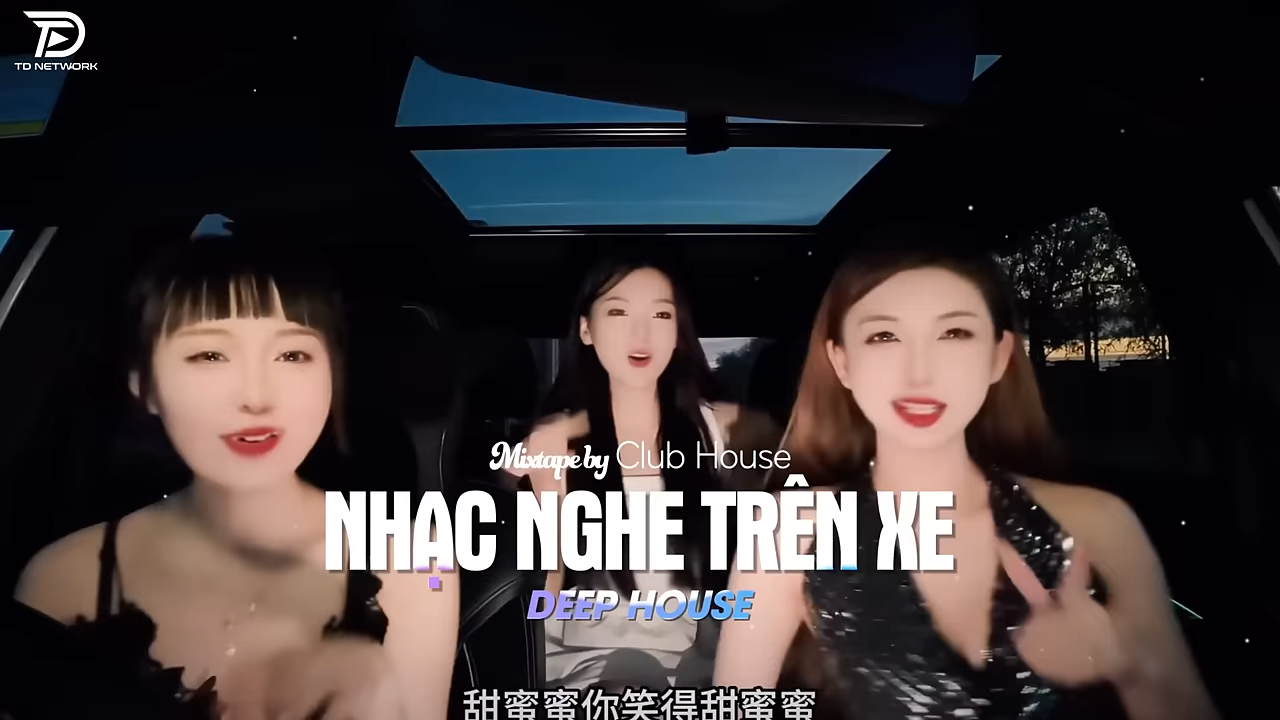 TD NETWORK
Mixtape by Club House
NHẠC NGHE TRÊN XE
DEEP HOUSE
甜蜜蜜你笑得甜蜜蜜